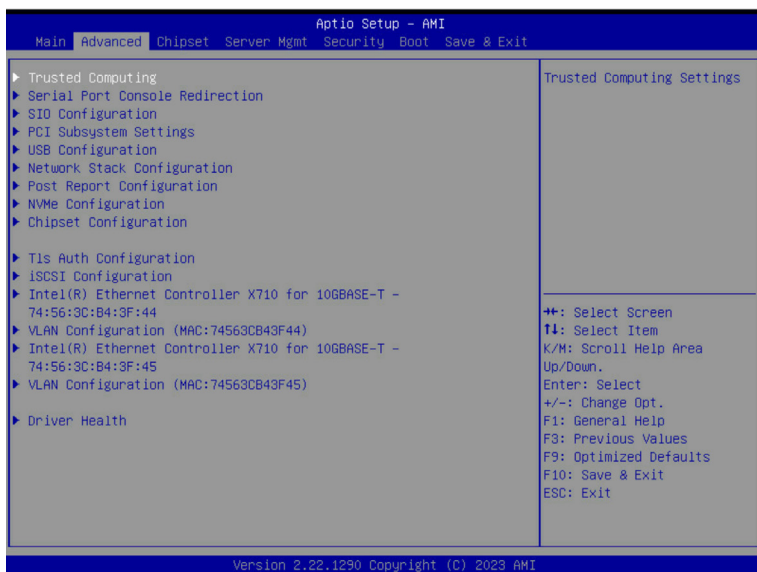 Aptio Setup – AMI
Main Advanced Chipset Server Mgmt Security Boot Save & Exit
Trusted Computing
Serial Port Console Redirection
SIO Configuration
PCI Subsystem Settings
USB Configuration
Network Stack Configuration
Post Report Configuration
NVMe Configuration
Chipset Configuration
Tls Auth Configuration
iSCSI Configuration
Intel(R) Ethernet Controller X710 for 10GBASE-T –
74:56:3C:B4:3F:44
VLAN Configuration (MAC:74563CB43F44)
Intel(R) Ethernet Controller X710 for 10GBASE-T –
74:56:3C:B4:3F:45
VLAN Configuration (MAC:74563CB43F45)
Driver Health
Trusted Computing Settings
→←: Select Screen
↑↓: Select Item
K/M: Scroll Help Area
Up/Down.
Enter: Select
+/-: Change Opt.
F1: General Help
F3: Previous Values
F9: Optimized Defaults
F10: Save & Exit
ESC: Exit
Version 2.22.1290 Copyright (C) 2023 AMI